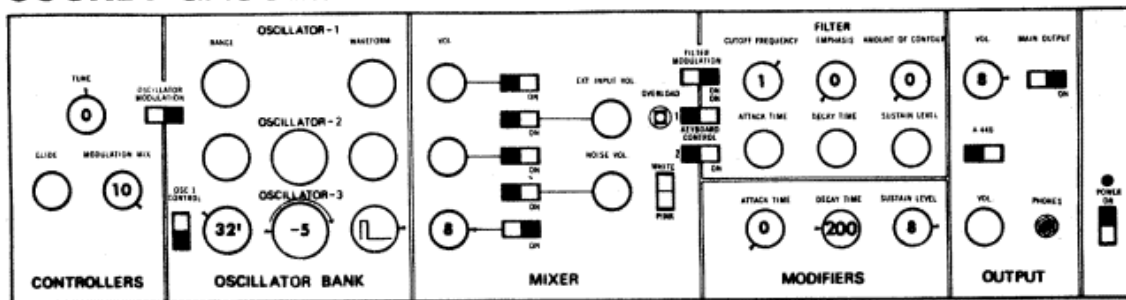 OSCILLATOR-1
RANGE
WAVEFORM
VOL
FILTER
CUTOFF FREQUENCY
EMPHASIS
AMOUNT OF CONTOUR
VOL
MAIN OUTPUT
TUNE
0
OSCILLATOR MODULATION
ON
EXT INPUT VOL
FILTER MODULATION
ON
ON
1
0
0
8
ON
OSCILLATOR-2
ON
OVERLOAD
1
KEYBOARD CONTROL
2
ON
ATTACK TIME
DECAY TIME
SUSTAIN LEVEL
A 440
GLIDE
MODULATION MIX
10
ON
NOISE VOL
WHITE
PINK
OSC 3 CONTROL
OSCILLATOR-3
32'
-5
ON
8
ON
ATTACK TIME
DECAY TIME
SUSTAIN LEVEL
0
200
8
VOL
PHONES
POWER
ON
CONTROLLERS
OSCILLATOR BANK
MIXER
MODIFIERS
OUTPUT